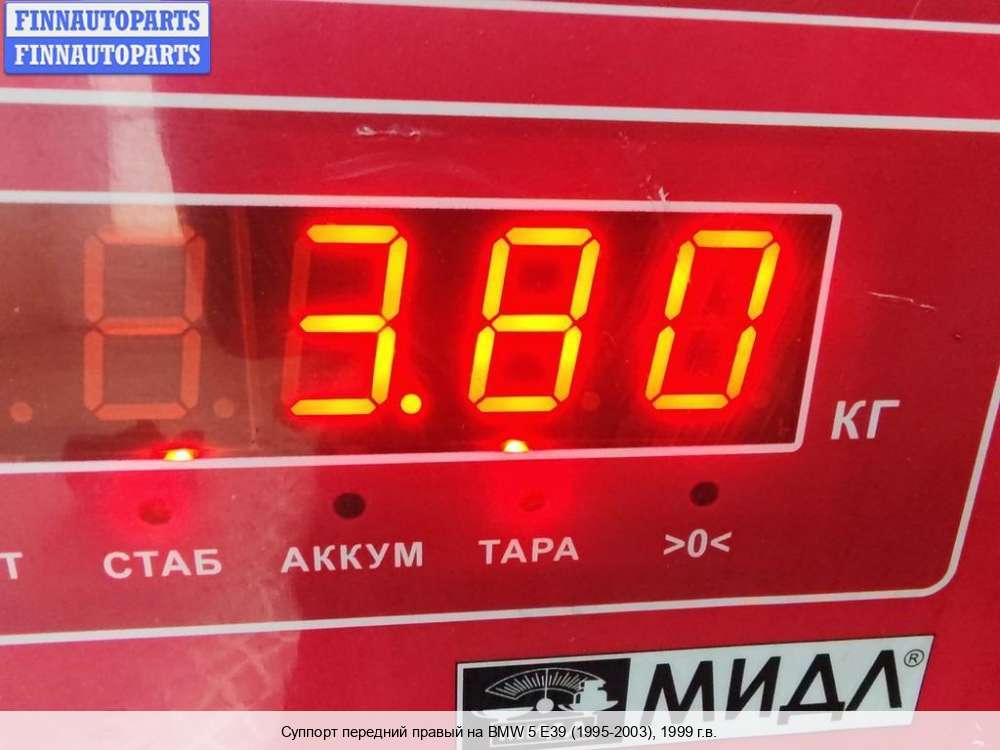 FINNAUTOPARTS
FINNAUTOPARTS
3.80
КГ
Т СТАБ АККУМ ТАРА >0<
МИДЛ®
Суппорт передний правый на BMW 5 E39 (1995-2003), 1999 г.в.